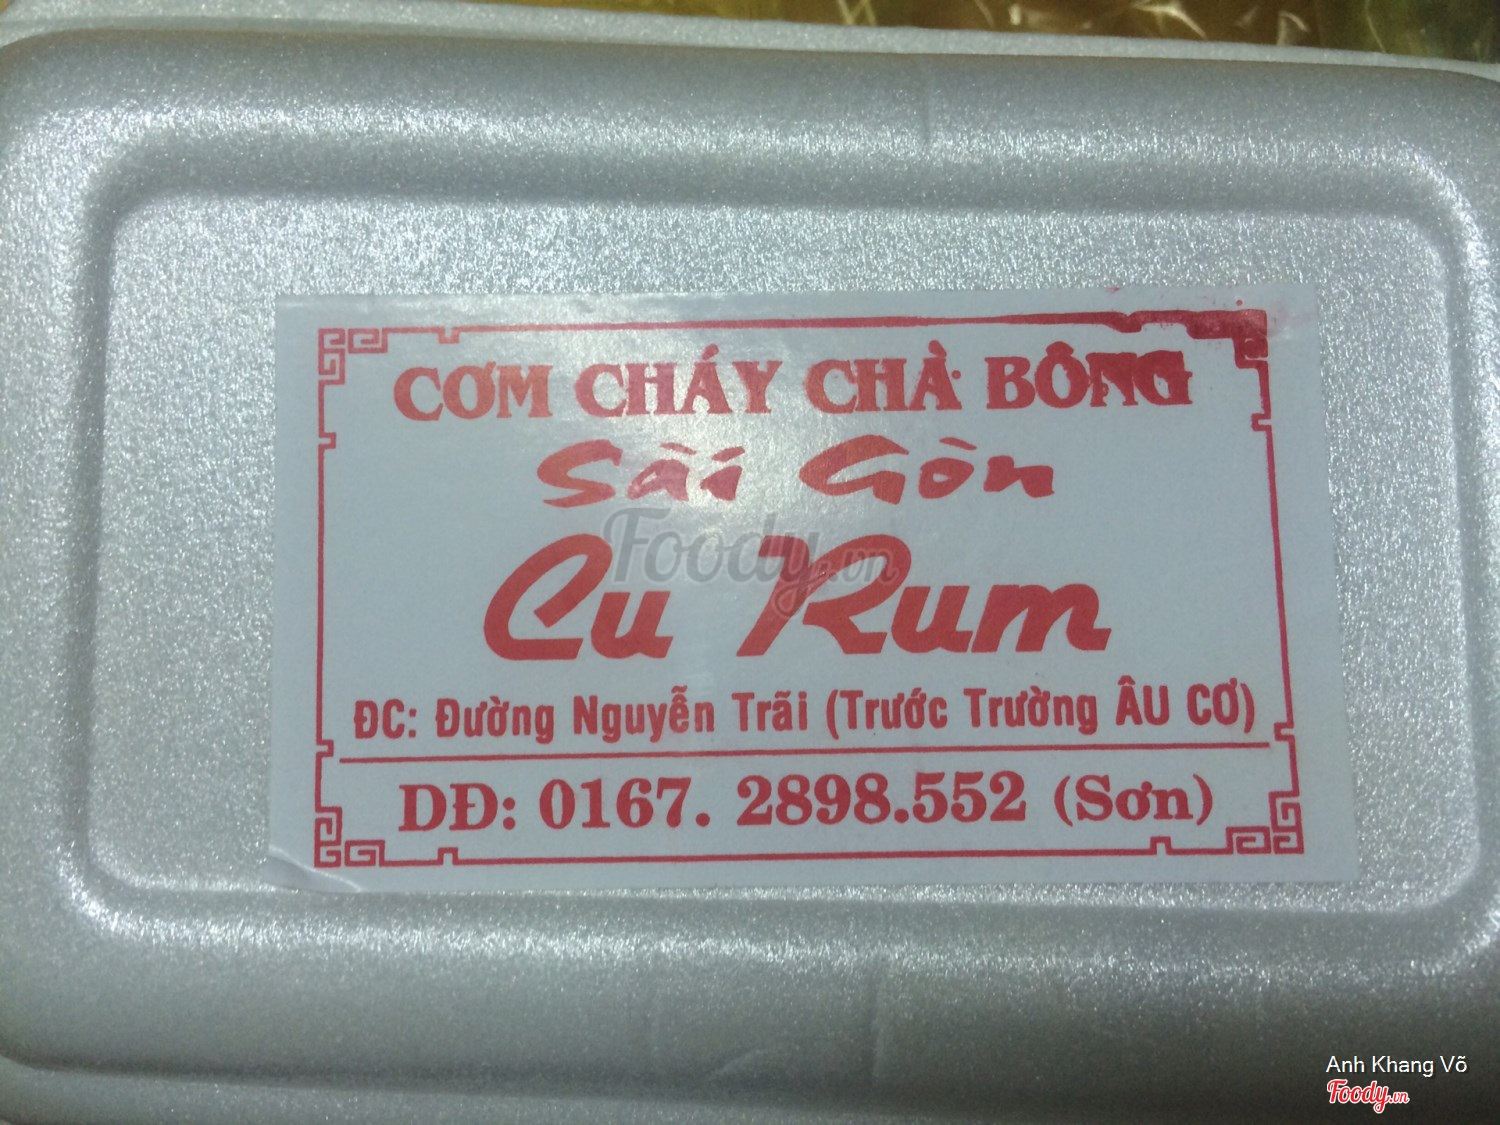 CƠM CHÁY CHÀ BÔNG
Sài Gòn
Cu Rum
Foody.vn
ĐC: Đường Nguyễn Trãi (Trước Trường ÂU CƠ)
DĐ: 0167. 2898.552 (Sơn)
Anh Khang Võ
Foody.vn